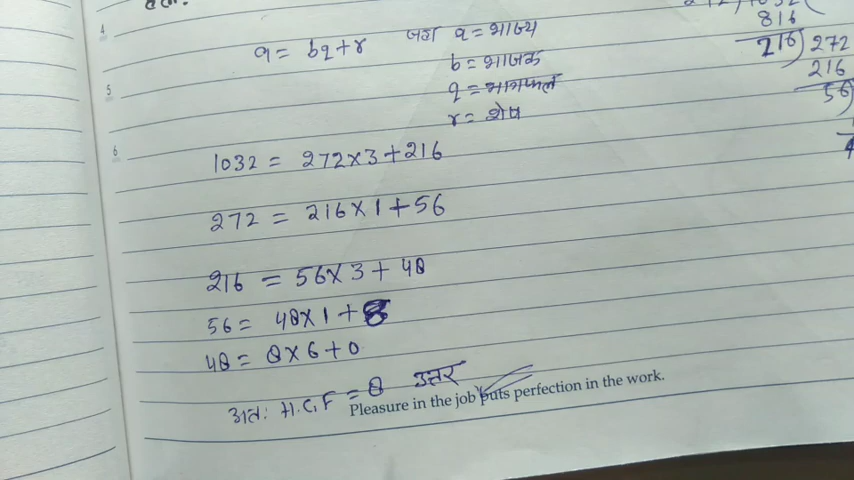 a = bq + r जहाँ a = भाज्य
b = भाजक
q = भागफल
r = शेष
816
216) 272
216
56)
1032 = 272 × 3 + 216
272 = 216 × 1 + 56
216 = 56 × 3 + 48
56 = 48 × 1 + 8
48 = 8 × 6 + 0
अतः H.C.F = 8 उत्तर
Pleasure in the job puts perfection in the work.